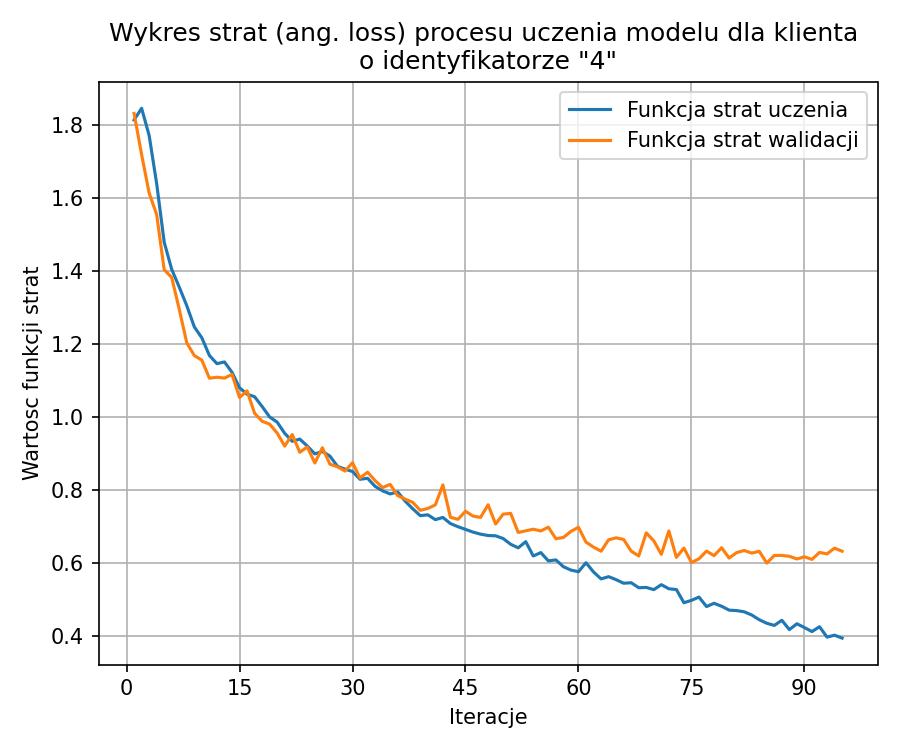 Wykres strat (ang. loss) procesu uczenia modelu dla klienta
o identyfikatorze "4"
Funkcja strat uczenia
Funkcja strat walidacji
Wartosc funkcji strat
1.8
1.6
1.4
1.2
1.0
0.8
0.6
0.4
0 15 30 45 60 75 90
Iteracje